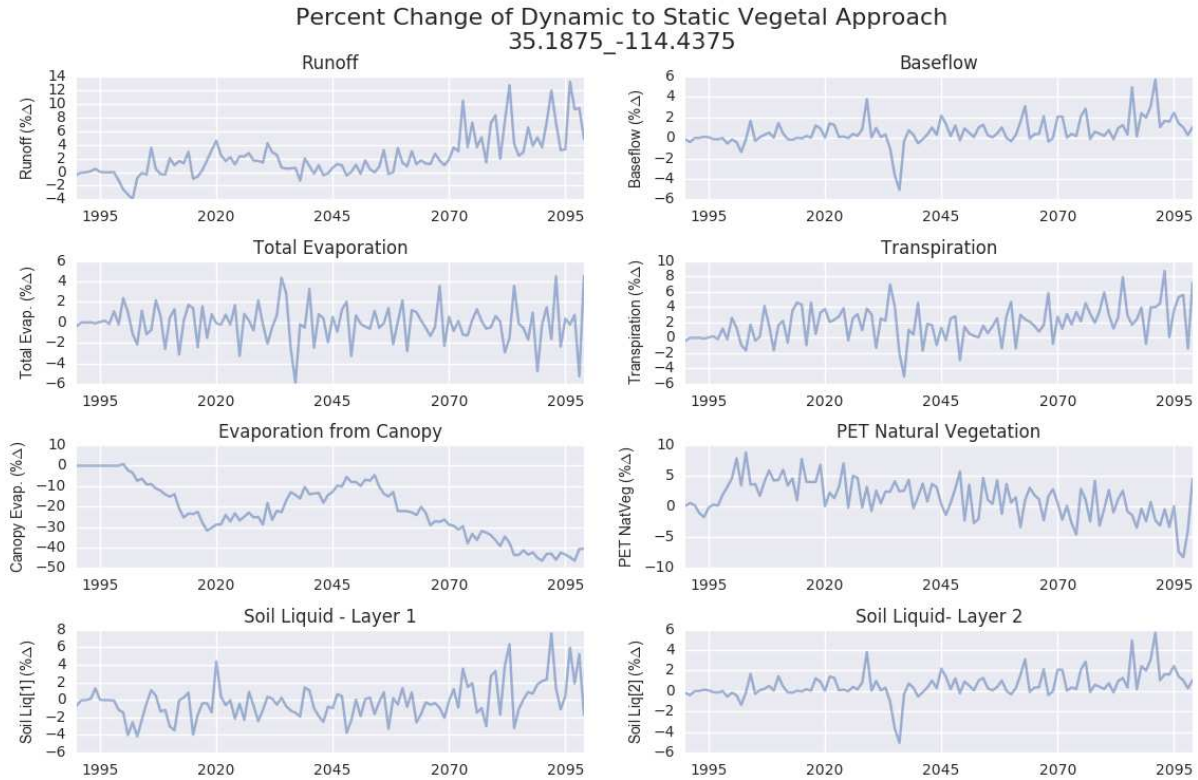 Percent Change of Dynamic to Static Vegetal Approach
35.1875_-114.4375
Runoff
Runoff (%Δ)
14
12
10
8
6
4
2
0
−2
−4
1995 2020 2045 2070 2095
Baseflow
Baseflow (%Δ)
6
4
2
0
−2
−4
−6
1995 2020 2045 2070 2095
Total Evaporation
Total Evap. (%Δ)
6
4
2
0
−2
−4
−6
1995 2020 2045 2070 2095
Transpiration
Transpiration (%Δ)
10
8
6
4
2
0
−2
−4
−6
1995 2020 2045 2070 2095
Evaporation from Canopy
Canopy Evap. (%Δ)
10
0
−10
−20
−30
−40
−50
1995 2020 2045 2070 2095
PET Natural Vegetation
PET NatVeg (%Δ)
10
5
0
−5
−10
1995 2020 2045 2070 2095
Soil Liquid - Layer 1
Soil Liq[1] (%Δ)
8
6
4
2
0
−2
−4
−6
1995 2020 2045 2070 2095
Soil Liquid- Layer 2
Soil Liq[2] (%Δ)
6
4
2
0
−2
−4
−6
1995 2020 2045 2070 2095